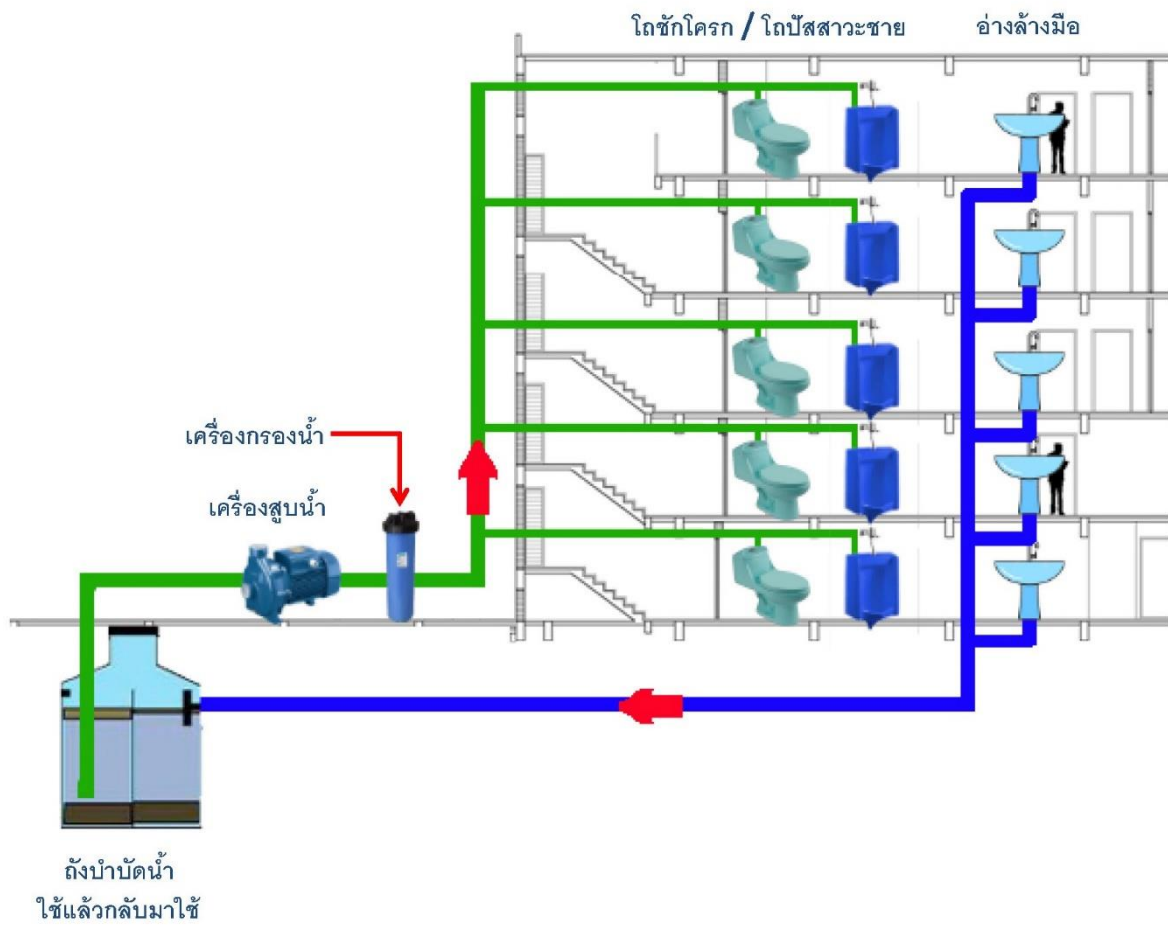 โถชักโครก / โถปัสสาวะชาย
อ่างล้างมือ
เครื่องกรองน้ำ
เครื่องสูบน้ำ
ถังบำบัดน้ำ
ใช้แล้วกลับมาใช้